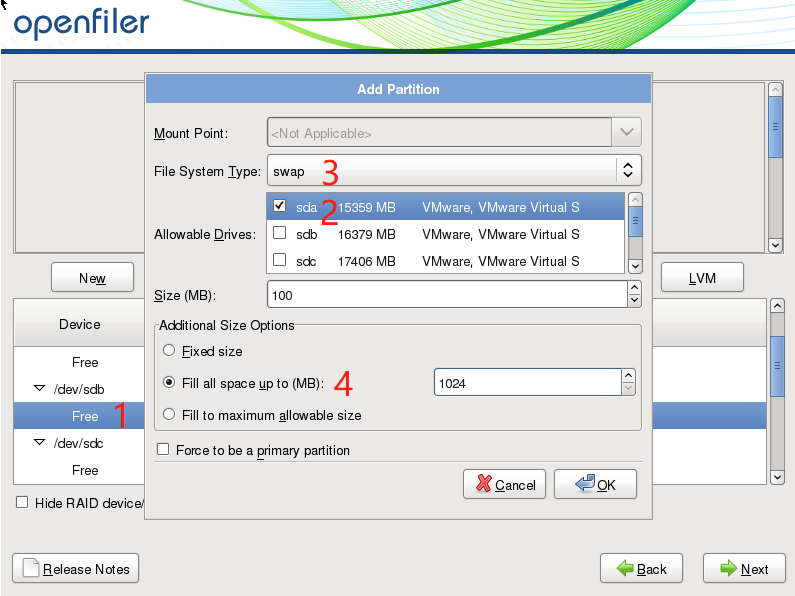 openfiler
Add Partition
Mount Point: <Not Applicable>
File System Type: swap 3
Allowable Drives:
sda 2 15359 MB VMware, VMware Virtual S
sdb 16379 MB VMware, VMware Virtual S
sdc 17406 MB VMware, VMware Virtual S
New
LVM
Size (MB): 100
Device
Additional Size Options
Fixed size
Fill all space up to (MB): 4 1024
Fill to maximum allowable size
Force to be a primary partition
Free
/dev/sdb
Free 1
/dev/sdc
Free
Cancel
OK
Hide RAID device/
Release Notes
Back
Next